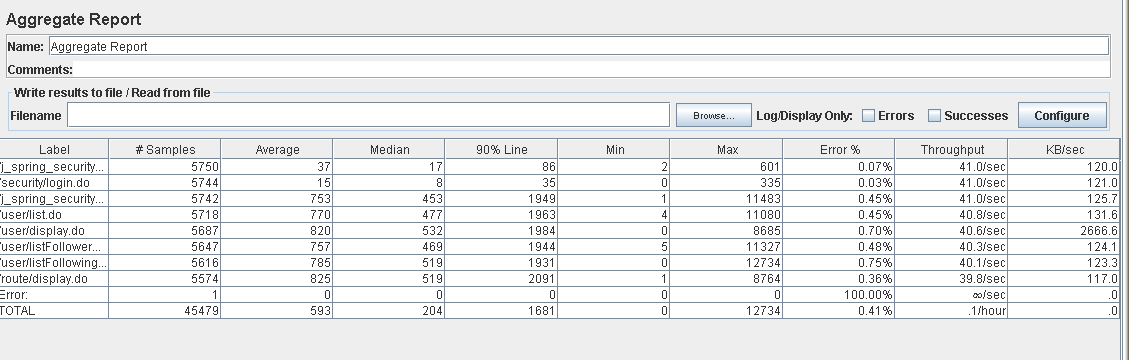 Aggregate Report
Name: Aggregate Report
Comments:
Write results to file / Read from file
Filename Browse... Log/Display Only: Errors Successes Configure
Label # Samples Average Median 90% Line Min Max Error % Throughput KB/sec
/j_spring_security... 5750 37 17 86 2 601 0.07% 41.0/sec 120.0
/security/login.do 5744 15 8 35 0 335 0.03% 41.0/sec 121.0
/j_spring_security... 5742 753 453 1949 1 11483 0.45% 41.0/sec 125.7
/user/list.do 5718 770 477 1963 4 11080 0.45% 40.8/sec 131.6
/user/display.do 5687 820 532 1984 0 8685 0.70% 40.6/sec 2666.6
/user/listFollower... 5647 757 469 1944 5 11327 0.48% 40.3/sec 124.1
/user/listFollowing... 5616 785 519 1931 0 12734 0.75% 40.1/sec 123.3
/route/display.do 5574 825 519 2091 1 8764 0.36% 39.8/sec 117.0
Error: 1 0 0 0 0 0 100.00% ∞/sec .0
TOTAL 45479 593 204 1681 0 12734 0.41% .1/hour .0